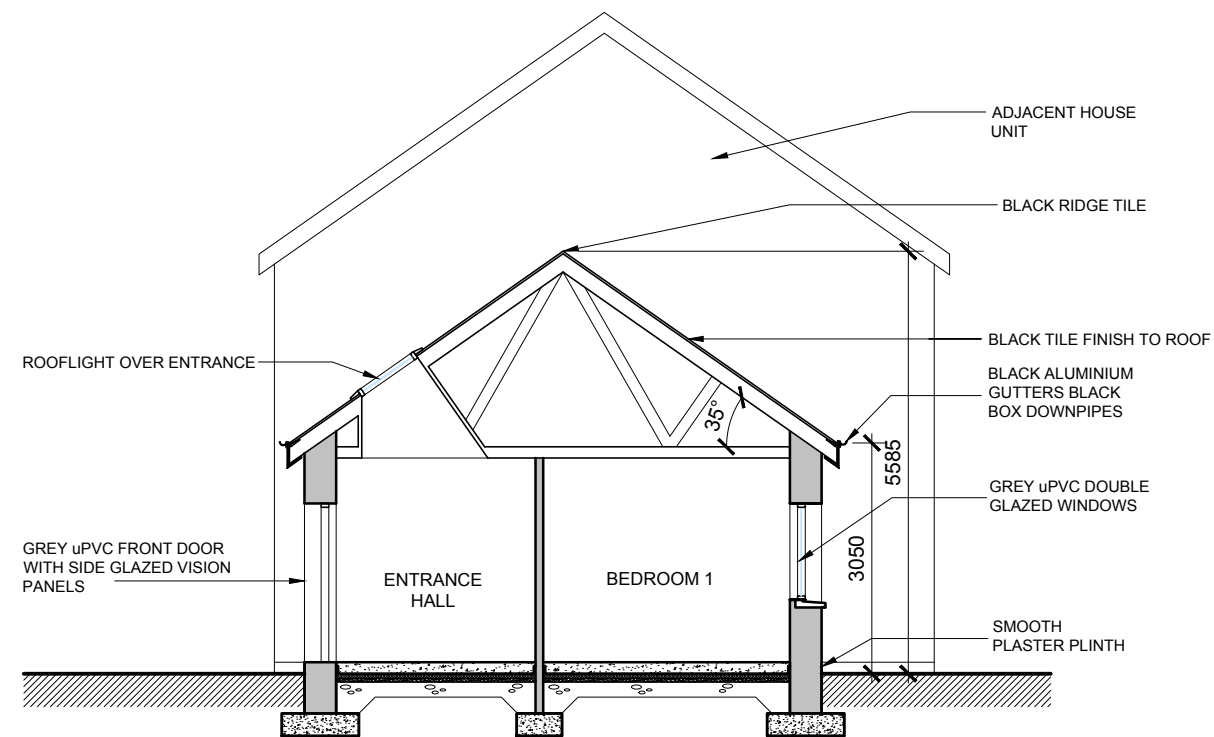 ADJACENT HOUSE
UNIT
BLACK RIDGE TILE
ROOFLIGHT OVER ENTRANCE
BLACK TILE FINISH TO ROOF
BLACK ALUMINIUM
GUTTERS BLACK
BOX DOWNPIPES
35°
5585
GREY uPVC DOUBLE
GLAZED WINDOWS
3050
GREY uPVC FRONT DOOR
WITH SIDE GLAZED VISION
PANELS
ENTRANCE
HALL
BEDROOM 1
SMOOTH
PLASTER PLINTH